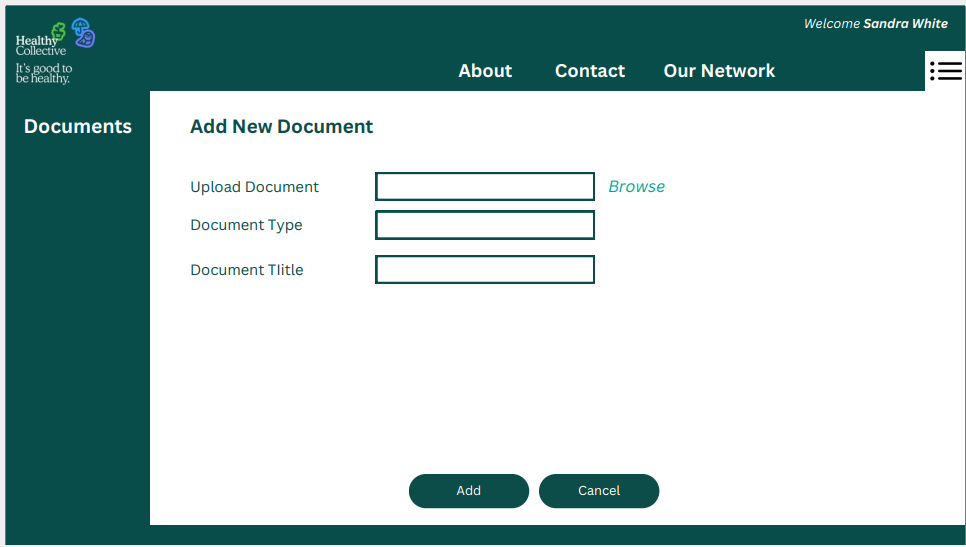 Healthy
Collective
It's good to
be healthy.
Welcome Sandra White
About Contact Our Network
Documents
Add New Document
Upload Document Browse
Document Type
Document TIitle
Add Cancel